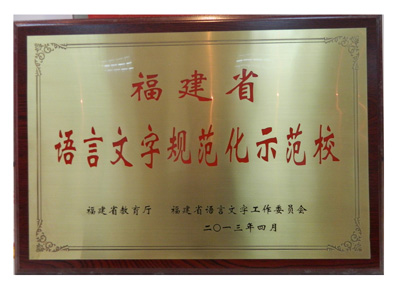 福建省
语言文字规范化示范校
福建省教育厅 福建省语言文字工作委员会
二〇一三年四月